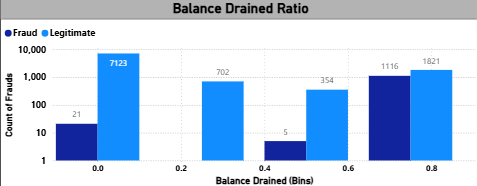 Balance Drained Ratio
Fraud Legitimate
10,000
1,000
100
10
1
Count of Frauds
21
7123
702
5
354
1116
1821
0.0 0.2 0.4 0.6 0.8
Balance Drained (Bins)